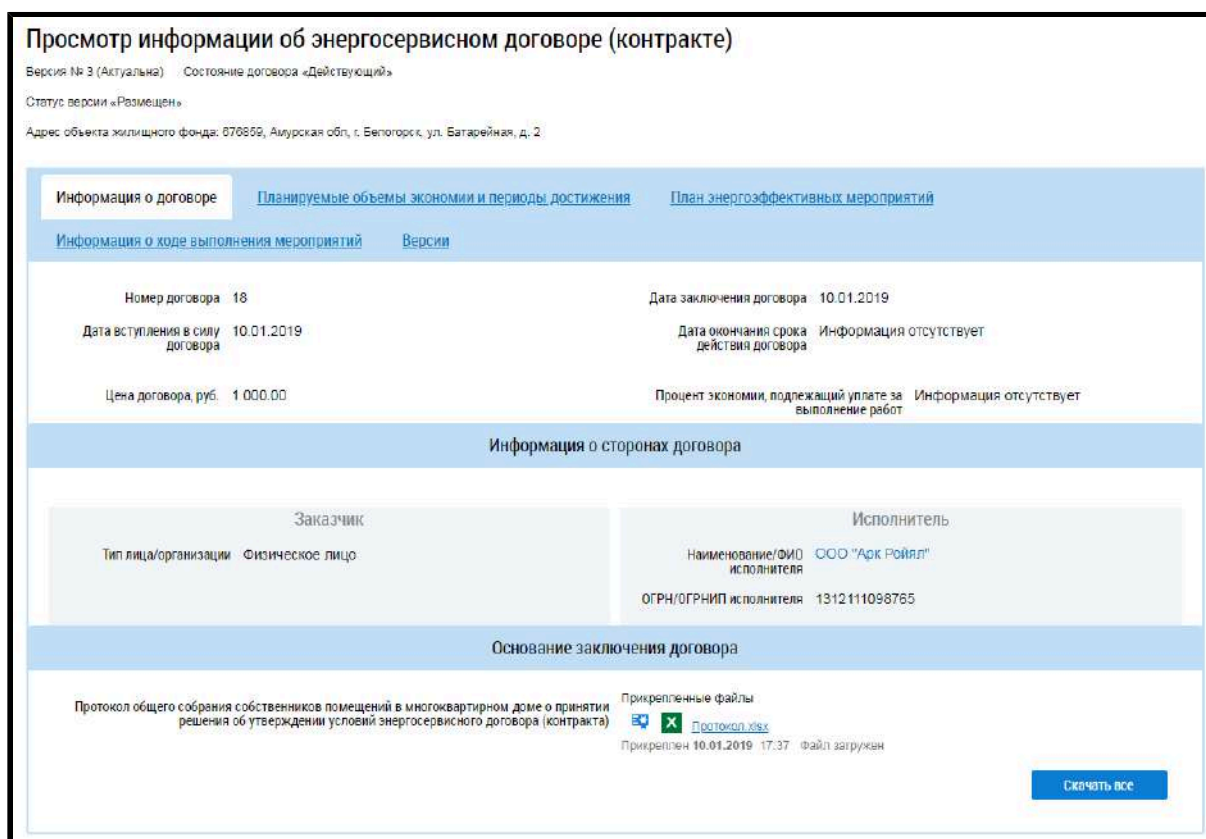 Просмотр информации об энергосервисном договоре (контракте)
Версия № 3 (Актуальна) Состояние договора «Действующий»
Статус версии «Размещен»
Адрес объекта жилищного фонда: 676859, Амурская обл, г. Белогорск, ул. Батарейная, д. 2
Информация о договоре Планируемые объемы экономии и периоды достижения План энергоэффективных мероприятий
Информация о ходе выполнения мероприятий Версии
Номер договора 18 Дата заключения договора 10.01.2019
Дата вступления в силу договора 10.01.2019 Дата окончания срока действия договора Информация отсутствует
Цена договора, руб. 1 000.00 Процент экономии, подлежащий уплате за выполнение работ Информация отсутствует
Информация о сторонах договора
Заказчик Исполнитель
Тип лица/организации Физическое лицо Наименование/ФИО исполнителя ООО "Арк Ройял"
ОГРН/ОГРНИП исполнителя 1312111098765
Основание заключения договора
Протокол общего собрания собственников помещений в многоквартирном доме о принятии
решения об утверждении условий энергосервисного договора (контракта)
Прикрепленные файлы
Протокол.xlsx
Прикреплен 10.01.2019 17:37 Файл загружен
Скачать все